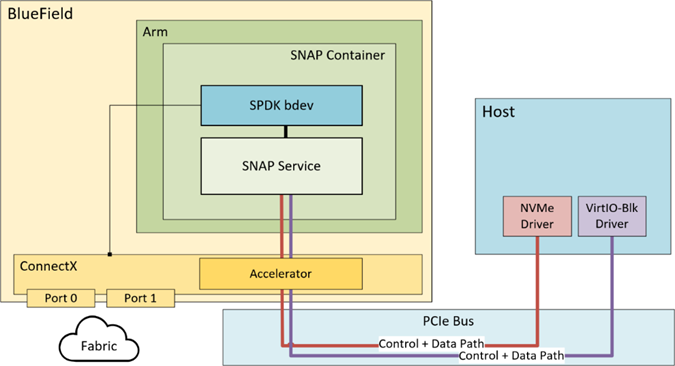 BlueField
Arm
SNAP Container
SPDK bdev
SNAP Service
ConnectX
Accelerator
Port 0
Port 1
Fabric
Host
NVMe
Driver
VirtIO-Blk
Driver
PCIe Bus
Control + Data Path
Control + Data Path